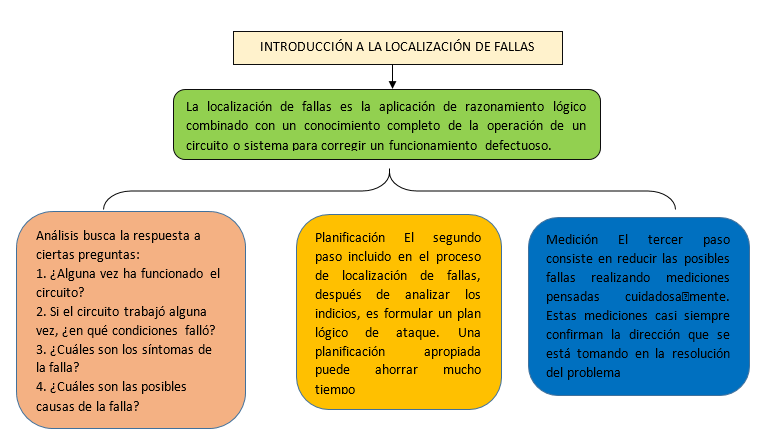 INTRODUCCIÓN A LA LOCALIZACIÓN DE FALLAS
La localización de fallas es la aplicación de razonamiento lógico
combinado con un conocimiento completo de la operación de un
circuito o sistema para corregir un funcionamiento defectuoso.
Análisis busca la respuesta a
ciertas preguntas:
1. ¿Alguna vez ha funcionado el
circuito?
2. Si el circuito trabajó alguna
vez, ¿en qué condiciones falló?
3. ¿Cuáles son los síntomas de
la falla?
4. ¿Cuáles son las posibles
causas de la falla?
Planificación El segundo
paso incluido en el proceso
de localización de fallas,
después de analizar los
indicios, es formular un plan
lógico de ataque. Una
planificación apropiada
puede ahorrar mucho
tiempo
Medición El tercer paso
consiste en reducir las posibles
fallas realizando mediciones
pensadas cuidadosa�mente.
Estas mediciones casi siempre
confirman la dirección que se
está tomando en la resolución
del problema